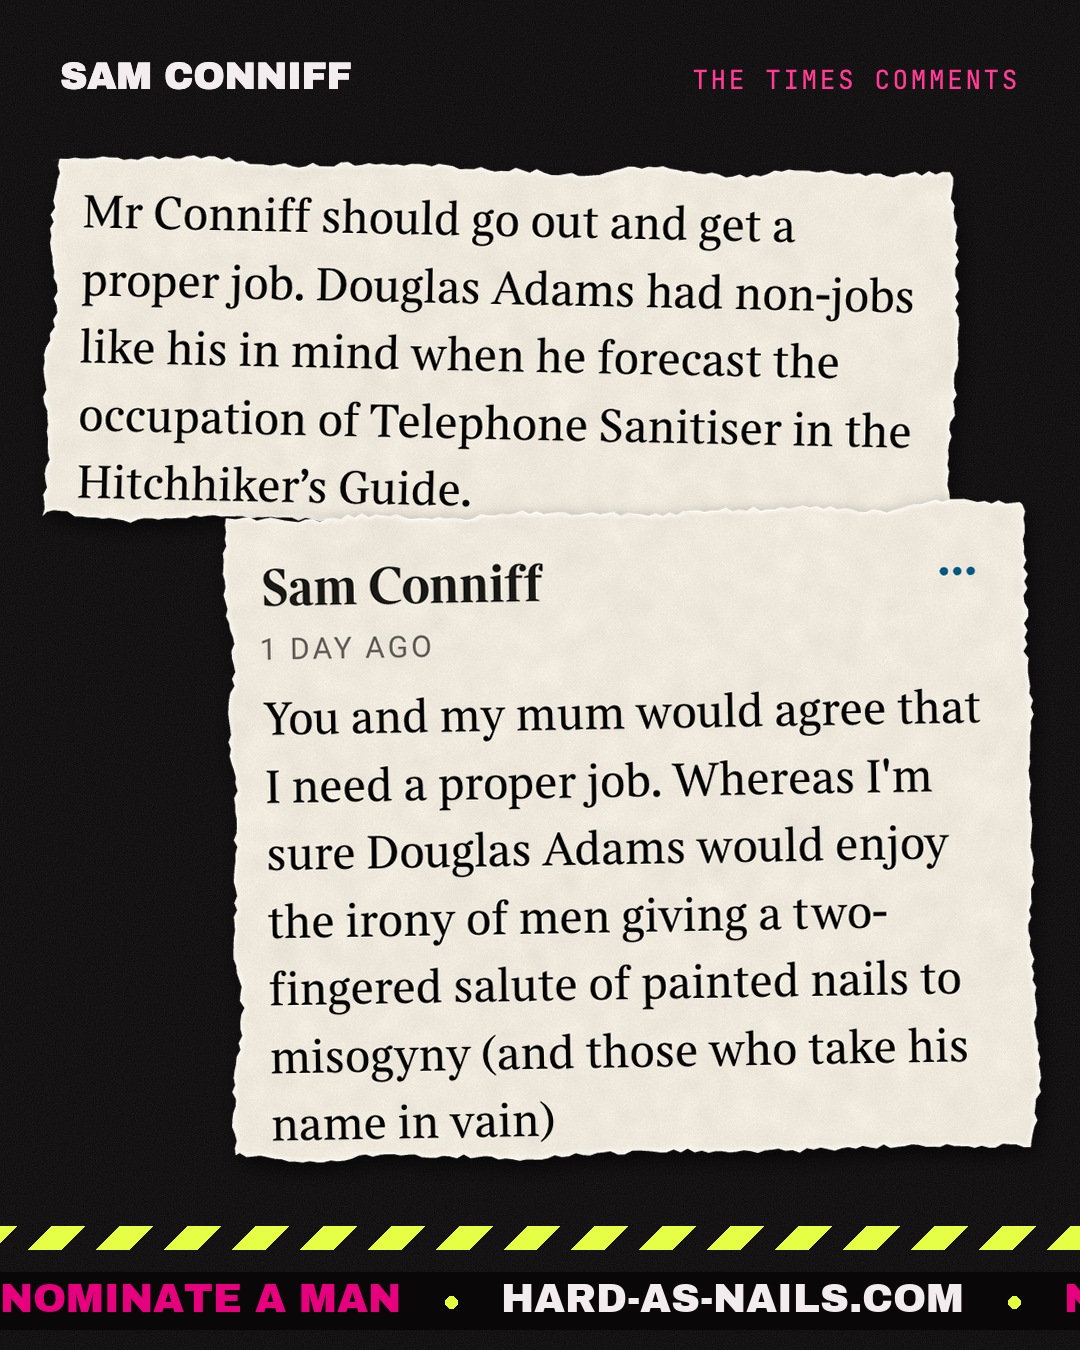 SAM CONNIFF
THE TIMES COMMENTS
Mr Conniff should go out and get a
proper job. Douglas Adams had non-jobs
like his in mind when he forecast the
occupation of Telephone Sanitiser in the
Hitchhiker’s Guide.
Sam Conniff
1 DAY AGO
You and my mum would agree that
I need a proper job. Whereas I'm
sure Douglas Adams would enjoy
the irony of men giving a two-
fingered salute of painted nails to
misogyny (and those who take his
name in vain)
NOMINATE A MAN • HARD-AS-NAILS.COM •